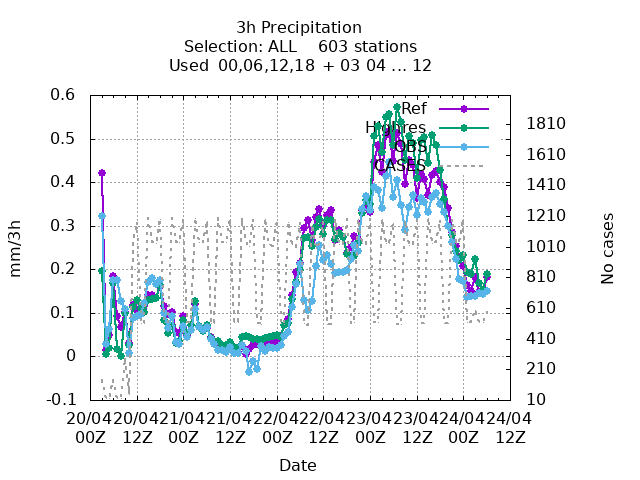 3h Precipitation
Selection: ALL    603 stations
Used  00,06,12,18  + 03 04 ... 12
0.6
0.5
0.4
0.3
0.2
0.1
0
-0.1
mm/3h
Ref
Highres
OBS
CASES
1810
1610
1410
1210
1010
810
610
410
210
10
No cases
20/04 20/04 21/04 21/04 22/04 22/04 23/04 23/04 24/04 24/04
00Z 12Z 00Z 12Z 00Z 12Z 00Z 12Z 00Z 12Z
Date